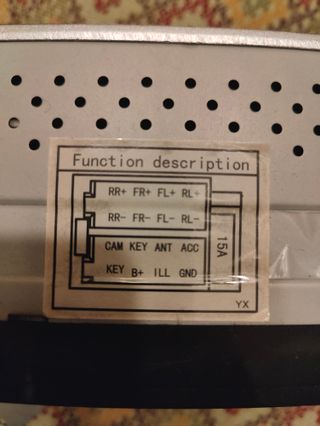 Function description
RR+ FR+ FL+ RL+
RR- FR- FL- RL-
CAM KEY ANT ACC
KEY B+ ILL GND
15A
YX